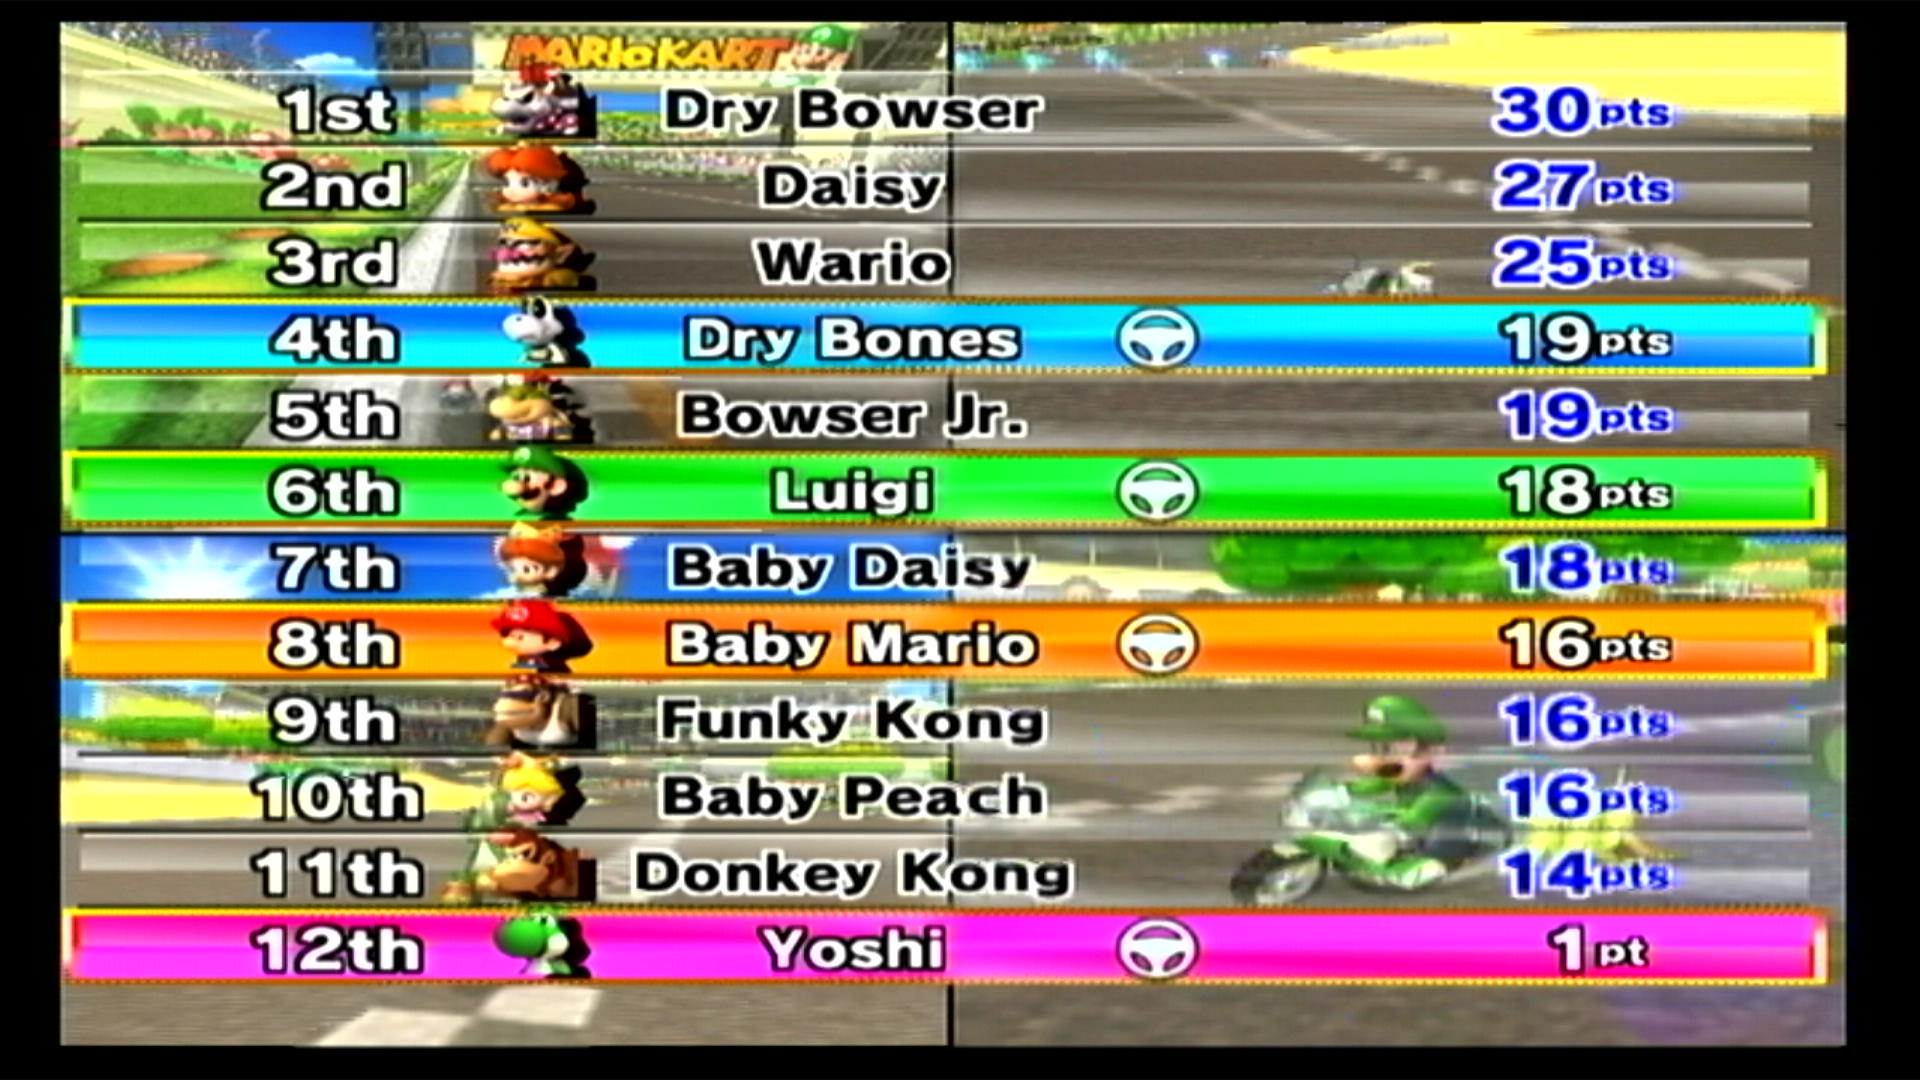 MARIOKART
1st Dry Bowser 30pts
2nd Daisy 27pts
3rd Wario 25pts
4th Dry Bones 19pts
5th Bowser Jr. 19pts
6th Luigi 18pts
7th Baby Daisy 18pts
8th Baby Mario 16pts
9th Funky Kong 16pts
10th Baby Peach 16pts
11th Donkey Kong 14pts
12th Yoshi 1pt